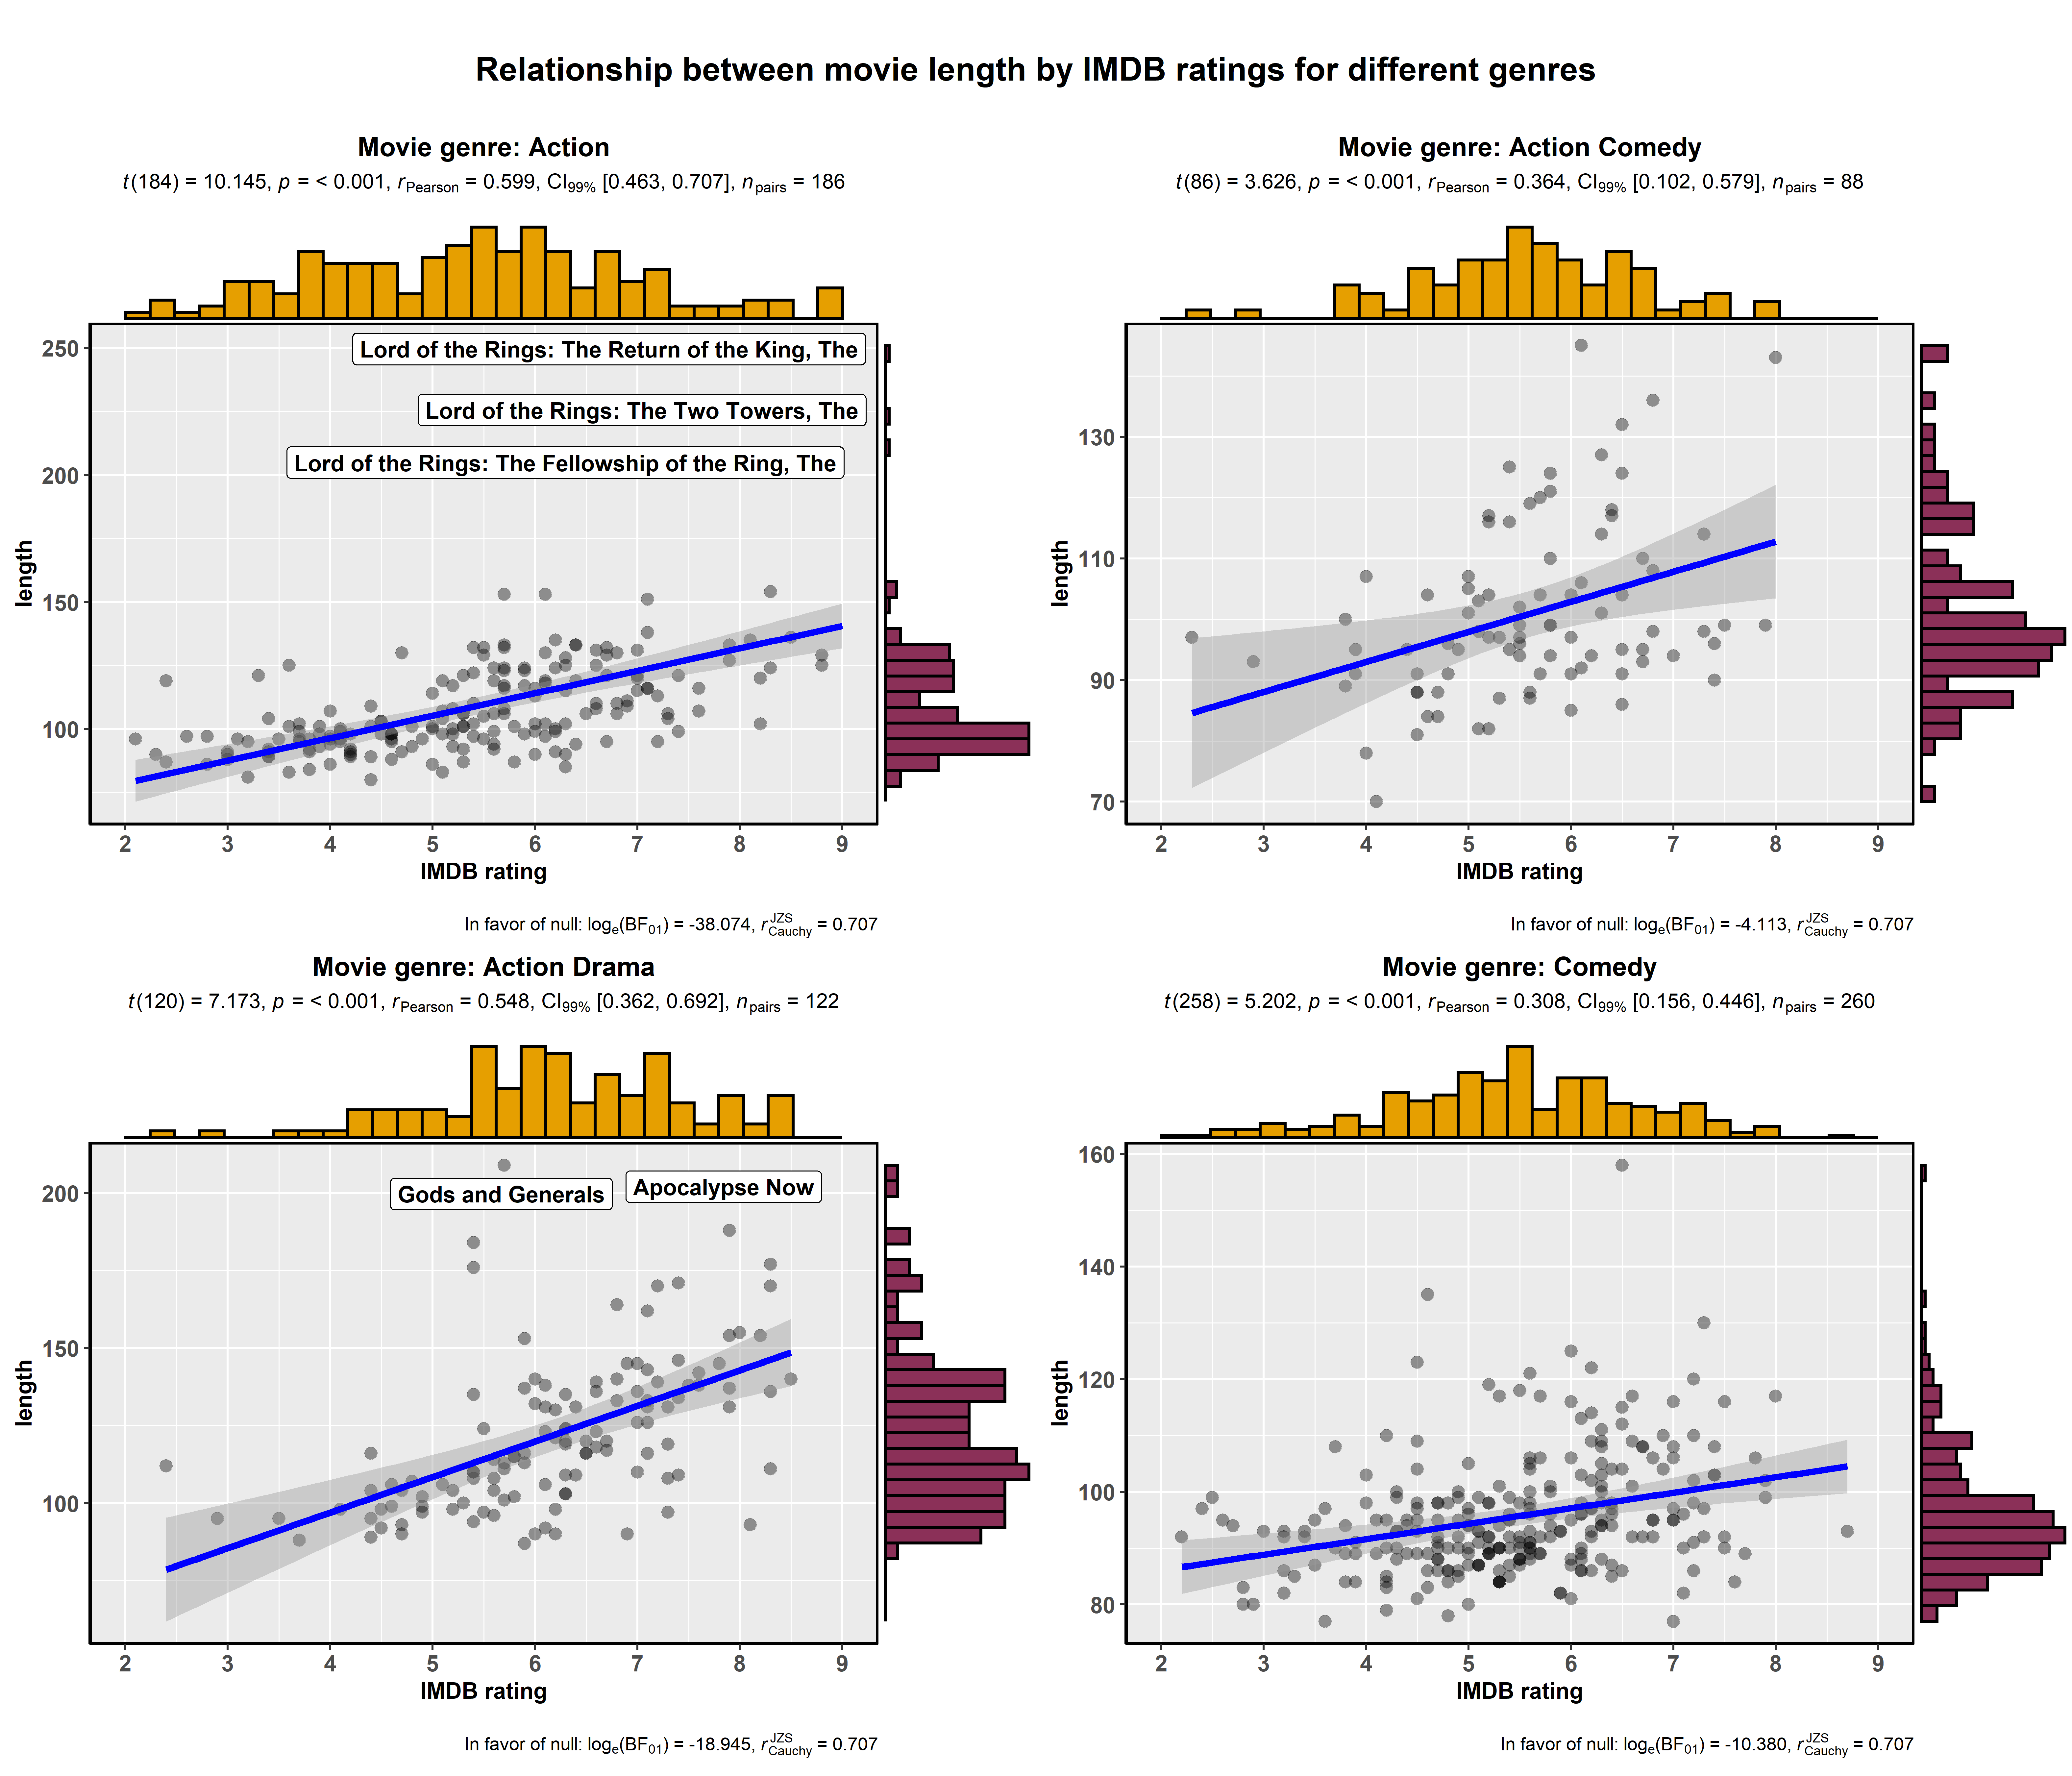 Relationship between movie length by IMDB ratings for different genres
Movie genre: Action
t(184) = 10.145, p = < 0.001, rPearson = 0.599, CI99% [0.463, 0.707], npairs = 186
250
200
150
100
length
Lord of the Rings: The Return of the King, The
Lord of the Rings: The Two Towers, The
Lord of the Rings: The Fellowship of the Ring, The
2 3 4 5 6 7 8 9
IMDB rating
In favor of null: loge(BF01) = -38.074, rJZSCauchy = 0.707
Movie genre: Action Comedy
t(86) = 3.626, p = < 0.001, rPearson = 0.364, CI99% [0.102, 0.579], npairs = 88
130
110
90
70
length
2 3 4 5 6 7 8 9
IMDB rating
In favor of null: loge(BF01) = -4.113, rJZSCauchy = 0.707
Movie genre: Action Drama
t(120) = 7.173, p = < 0.001, rPearson = 0.548, CI99% [0.362, 0.692], npairs = 122
200
150
100
length
Gods and Generals
Apocalypse Now
2 3 4 5 6 7 8 9
IMDB rating
In favor of null: loge(BF01) = -18.945, rJZSCauchy = 0.707
Movie genre: Comedy
t(258) = 5.202, p = < 0.001, rPearson = 0.308, CI99% [0.156, 0.446], npairs = 260
160
140
120
100
80
length
2 3 4 5 6 7 8 9
IMDB rating
In favor of null: loge(BF01) = -10.380, rJZSCauchy = 0.707